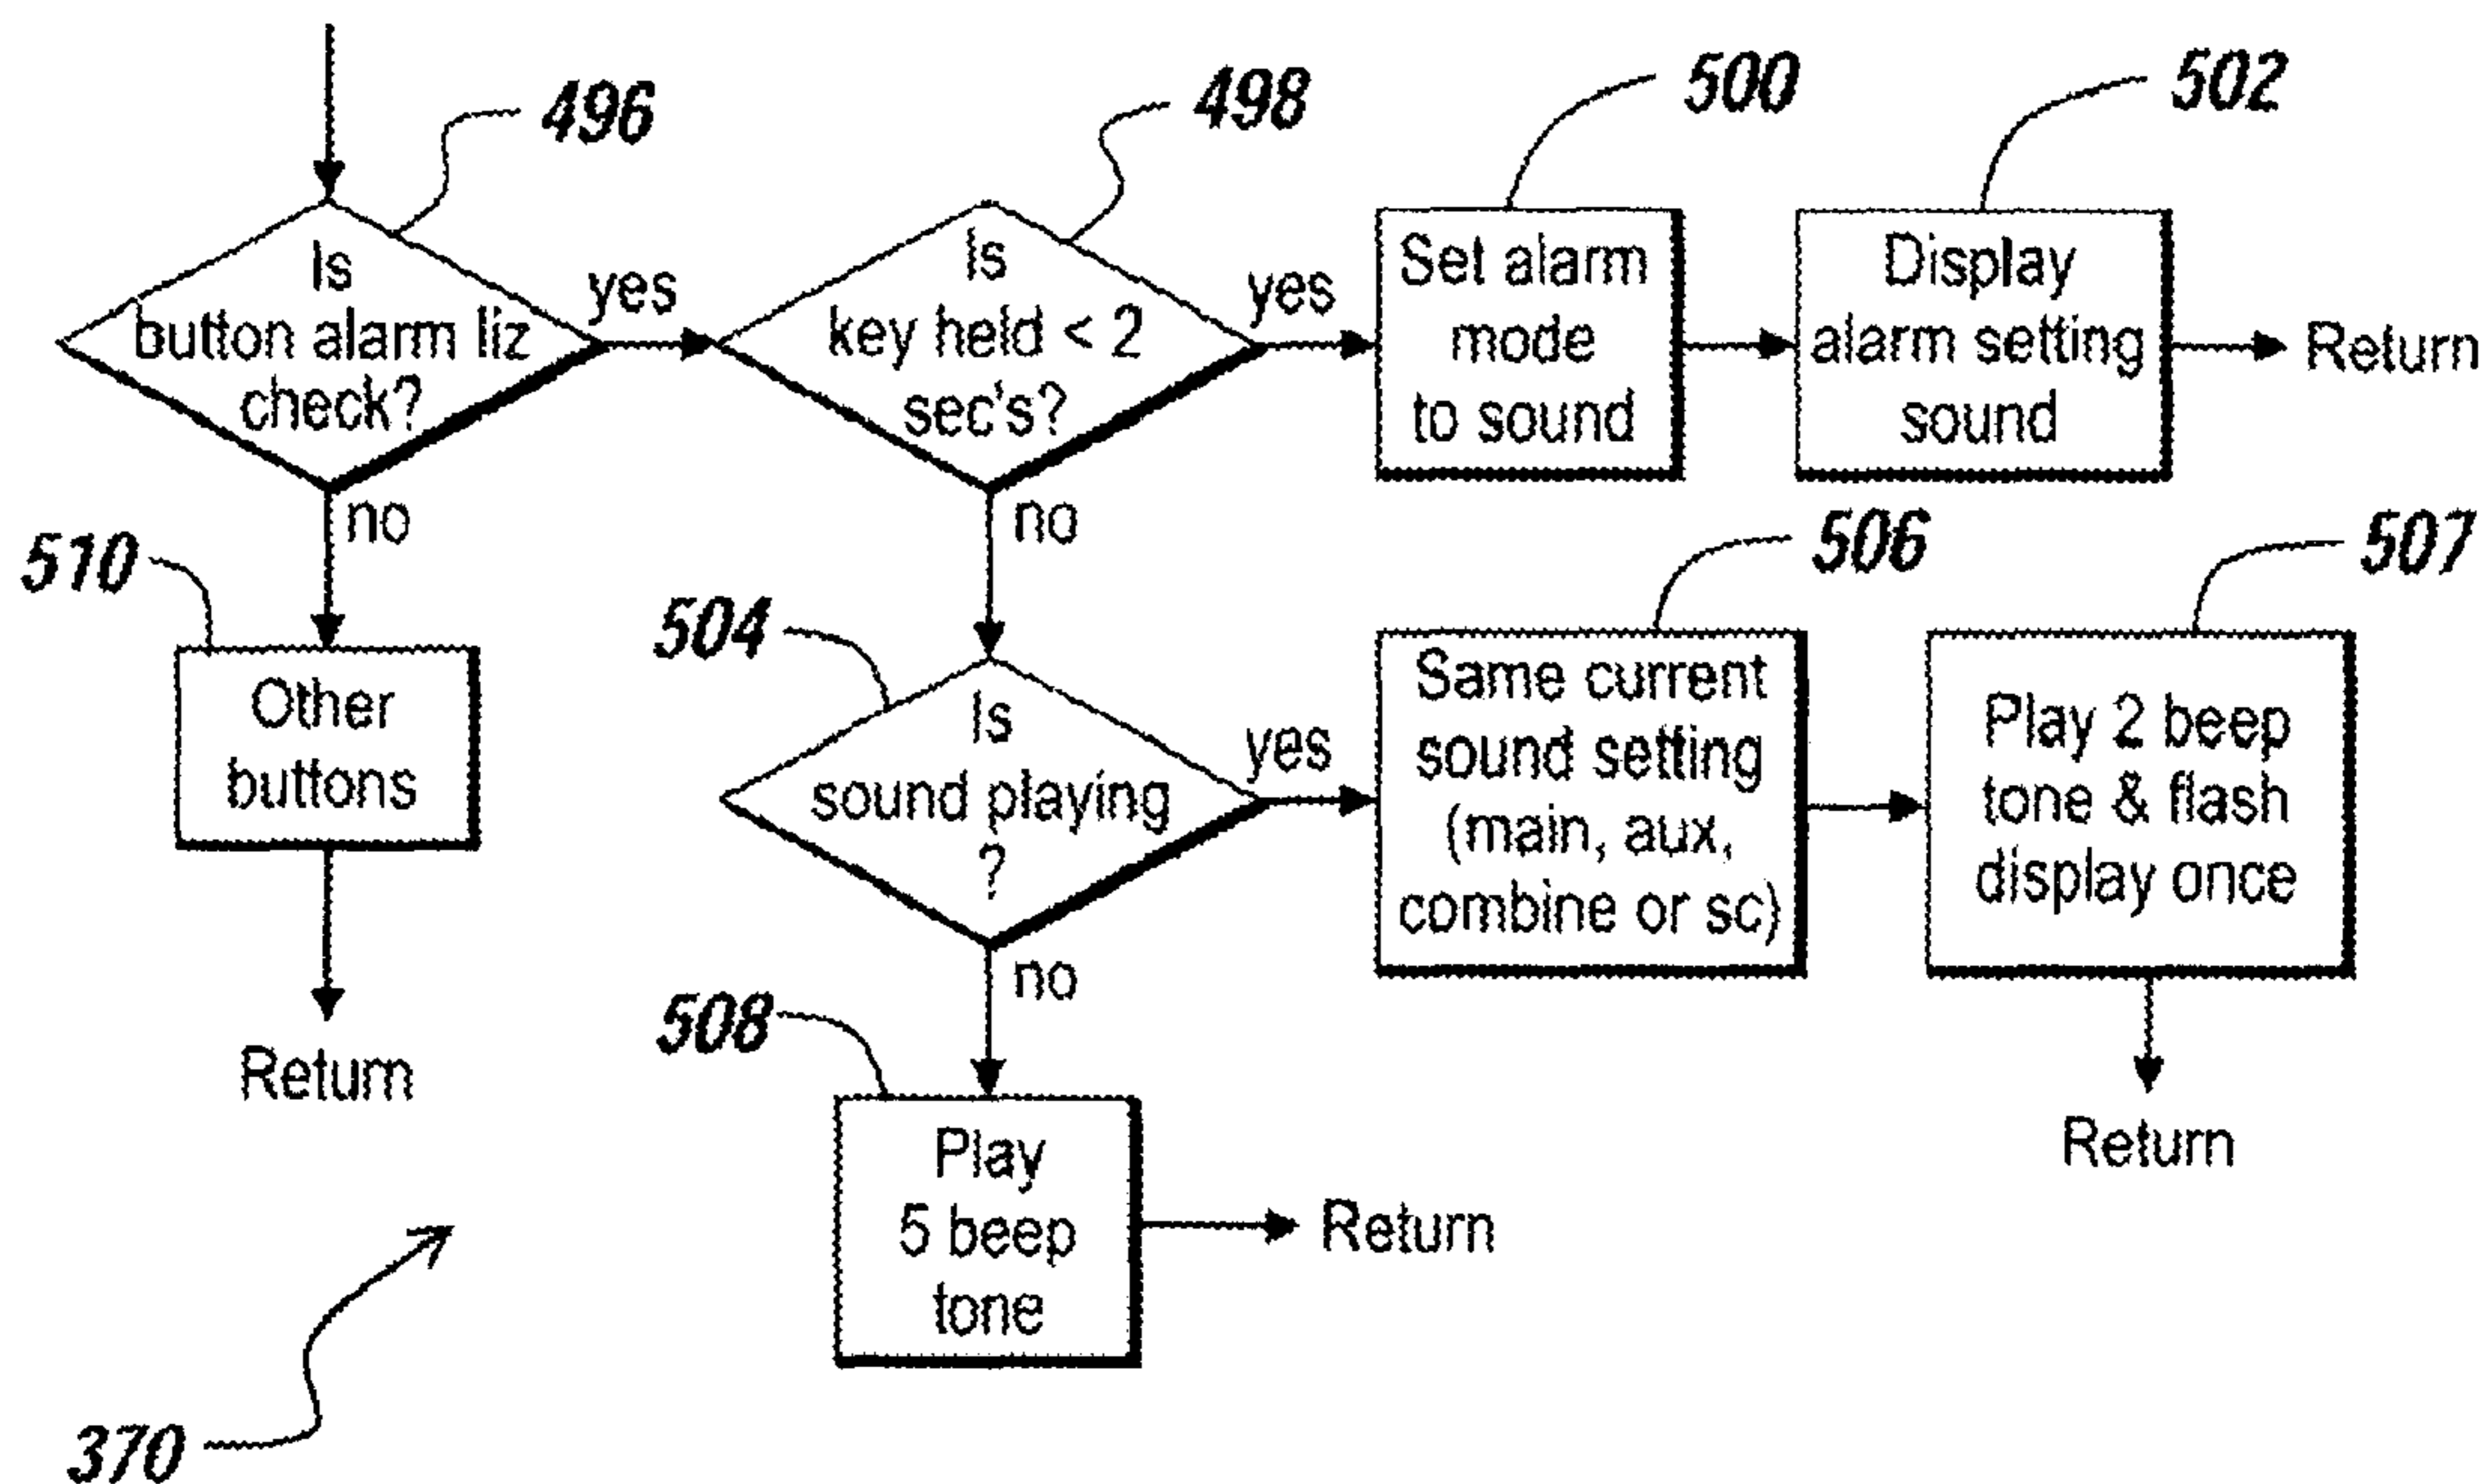 496
498
500
502
Is
button alarm liz
check?
yes
Is
key held < 2
sec's?
yes
Set alarm
mode
to sound
Display
alarm setting
sound
Return
no
no
510
504
506
507
Other
buttons
Return
Is
sound playing
?
yes
Same current
sound setting
(main, aux,
combine or sc)
Play 2 beep
tone & flash
display once
Return
no
508
Play
5 beep
tone
Return
370